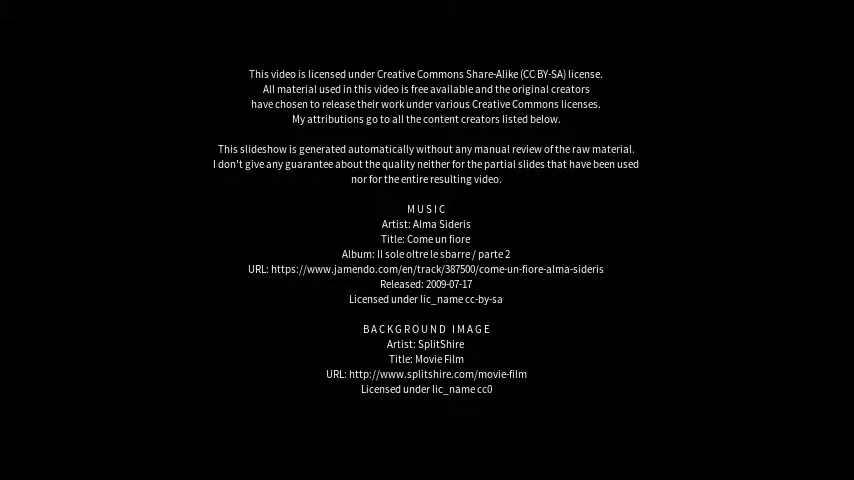 This video is licensed under Creative Commons Share-Alike (CC BY-SA) license.
All material used in this video is free available and the original creators
have chosen to release their work under various Creative Commons licenses.
My attributions go to all the content creators listed below.
This slideshow is generated automatically without any manual review of the raw material.
I don't give any guarantee about the quality neither for the partial slides that have been used
nor for the entire resulting video.
MUSIC
Artist: Alma Sideris
Title: Come un fiore
Album: Il sole oltre le sbarre / parte 2
URL: https://www.jamendo.com/en/track/387500/come-un-fiore-alma-sideris
Released: 2009-07-17
Licensed under lic_name cc-by-sa
BACKGROUND IMAGE
Artist: SplitShire
Title: Movie Film
URL: http://www.splitshire.com/movie-film
Licensed under lic_name cc0